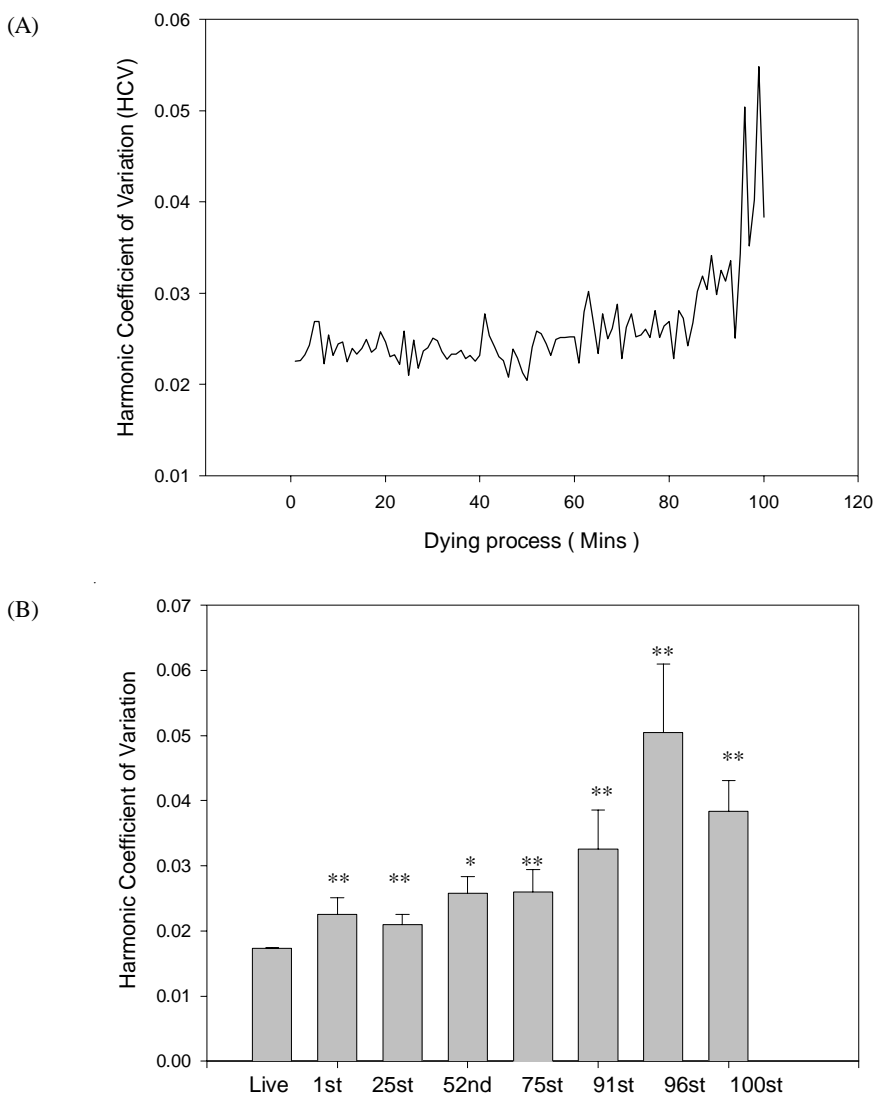 (A)
0.06
0.05
0.04
0.03
0.02
0.01
Harmonic Coefficient of Variation (HCV)
0 20 40 60 80 100 120
Dying process ( Mins )
(B)
0.07
0.06
0.05
0.04
0.03
0.02
0.01
0.00
Harmonic Coefficient of Variation
** ** * ** ** ** **
Live 1st 25st 52nd 75st 91st 96st 100st